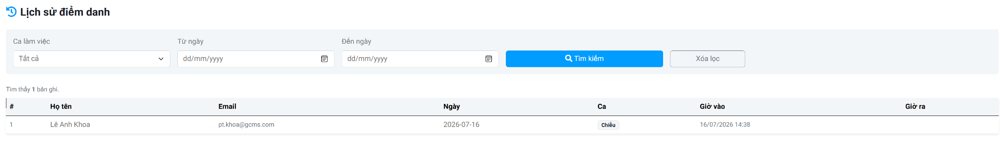 Lịch sử điểm danh
Ca làm việc Từ ngày Đến ngày
Tất cả dd/mm/yyyy dd/mm/yyyy Tìm kiếm Xóa lọc
Tìm thấy 1 bản ghi.
# Họ tên Email Ngày Ca Giờ vào Giờ ra
1 Lê Anh Khoa pt.khoa@gcms.com 2026-07-16 Chiều 16/07/2026 14:38